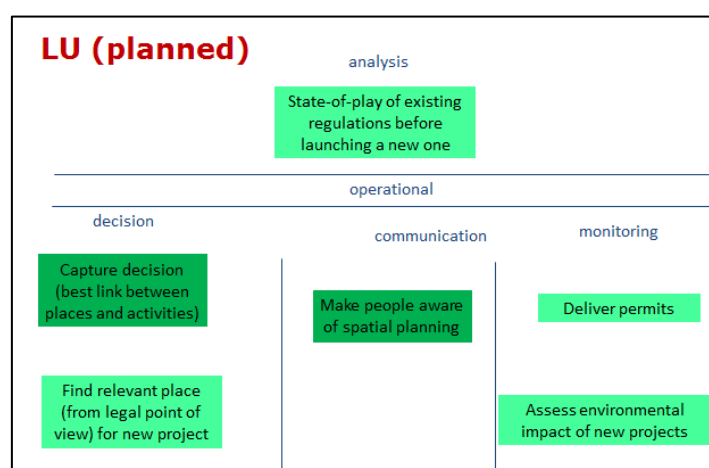 LU (planned)
analysis
State-of-play of existing
regulations before
launching a new one
operational
decision
communication
monitoring
Capture decision
(best link between
places and activities)
Make people aware
of spatial planning
Deliver permits
Find relevant place
(from legal point of
view) for new project
Assess environmental
impact of new projects